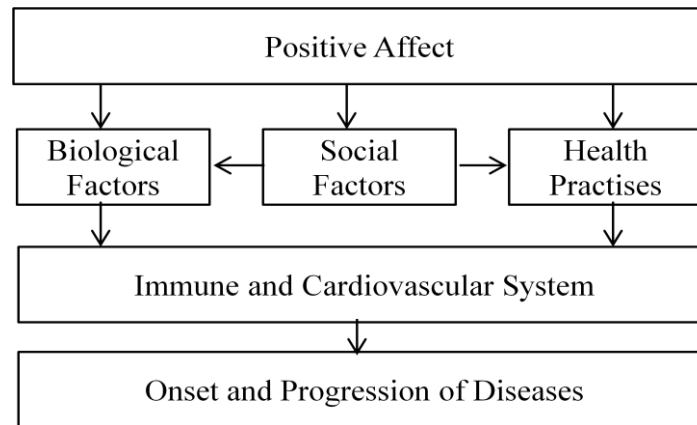 Positive Affect
Biological
Factors
Social
Factors
Health
Practises
Immune and Cardiovascular System
Onset and Progression of Diseases